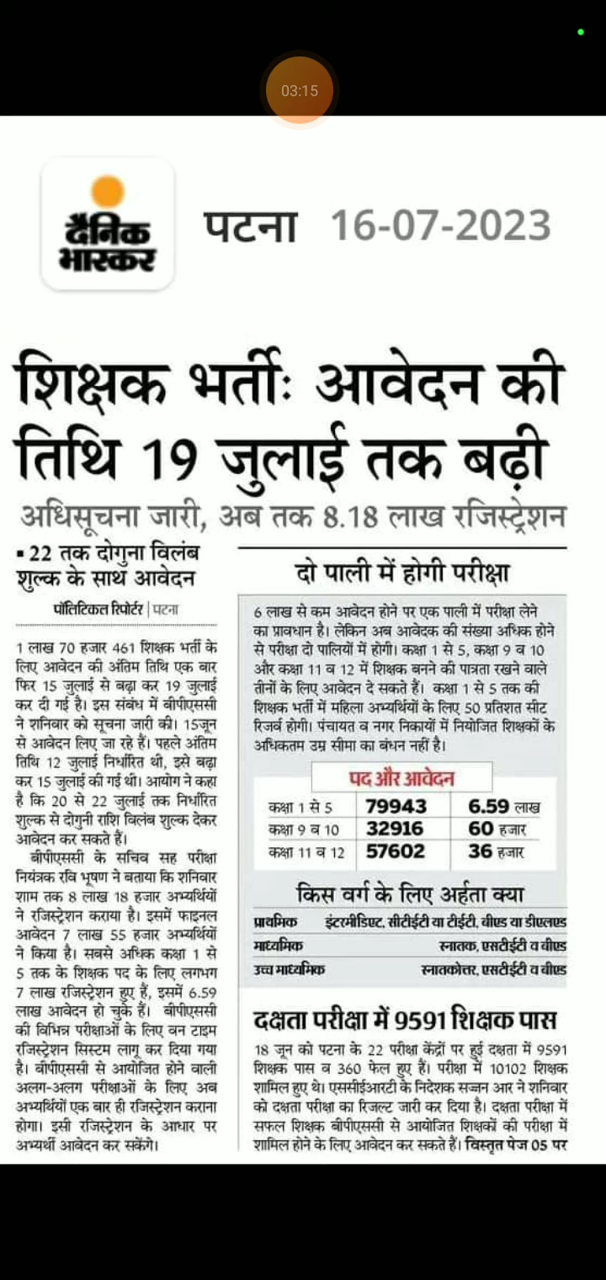 03:15
दैनिक
भास्कर
पटना 16-07-2023
शिक्षक भर्तीः आवेदन की
तिथि 19 जुलाई तक बढ़ी
अधिसूचना जारी, अब तक 8.18 लाख रजिस्ट्रेशन
▪ 22 तक दोगुना विलंब
शुल्क के साथ आवेदन
पॉलिटिकल रिपोर्टर | पटना
1 लाख 70 हजार 461 शिक्षक भर्ती के
लिए आवेदन की अंतिम तिथि एक बार
फिर 15 जुलाई से बढ़ा कर 19 जुलाई
कर दी गई है। इस संबंध में बीपीएससी
ने शनिवार को सूचना जारी की। 15जून
से आवेदन लिए जा रहे हैं। पहले अंतिम
तिथि 12 जुलाई निर्धारित थी, इसे बढ़ा
कर 15 जुलाई की गई थी। आयोग ने कहा
है कि 20 से 22 जुलाई तक निर्धारित
शुल्क से दोगुनी राशि विलंब शुल्क देकर
आवेदन कर सकते हैं।
बीपीएससी के सचिव सह परीक्षा
नियंत्रक रवि भूषण ने बताया कि शनिवार
शाम तक 8 लाख 18 हजार अभ्यर्थियों
ने रजिस्ट्रेशन कराया है। इसमें फाइनल
आवेदन 7 लाख 55 हजार अभ्यर्थियों
ने किया है। सबसे अधिक कक्षा 1 से
5 तक के शिक्षक पद के लिए लगभग
7 लाख रजिस्ट्रेशन हुए हैं, इसमें 6.59
लाख आवेदन हो चुके हैं। बीपीएससी
की विभिन्न परीक्षाओं के लिए वन टाइम
रजिस्ट्रेशन सिस्टम लागू कर दिया गया
है। बीपीएससी से आयोजित होने वाली
अलग-अलग परीक्षाओं के लिए अब
अभ्यर्थियों एक बार ही रजिस्ट्रेशन कराना
होगा। इसी रजिस्ट्रेशन के आधार पर
अभ्यर्थी आवेदन कर सकेंगे।
दो पाली में होगी परीक्षा
6 लाख से कम आवेदन होने पर एक पाली में परीक्षा लेने
का प्रावधान है। लेकिन अब आवेदक की संख्या अधिक होने
से परीक्षा दो पालियों में होगी। कक्षा 1 से 5, कक्षा 9 व 10
और कक्षा 11 व 12 में शिक्षक बनने की पात्रता रखने वाले
तीनों के लिए आवेदन दे सकते हैं। कक्षा 1 से 5 तक की
शिक्षक भर्ती में महिला अभ्यर्थियों के लिए 50 प्रतिशत सीट
रिजर्व होगी। पंचायत व नगर निकायों में नियोजित शिक्षकों के
अधिकतम उम्र सीमा का बंधन नहीं है।
पद और आवेदन
कक्षा 1 से 5 79943 6.59 लाख
कक्षा 9 व 10 32916 60 हजार
कक्षा 11 व 12 57602 36 हजार
किस वर्ग के लिए अर्हता क्या
प्राथमिक इंटरमीडिएट, सीटीईटी या टीईटी, बीएड या डीएलएड
माध्यमिक स्नातक, एसटीईटी व बीएड
उच्च माध्यमिक स्नातकोत्तर, एसटीईटी व बीएड
दक्षता परीक्षा में 9591 शिक्षक पास
18 जून को पटना के 22 परीक्षा केंद्रों पर हुई दक्षता में 9591
शिक्षक पास व 360 फेल हुए हैं। परीक्षा में 10102 शिक्षक
शामिल हुए थे। एससीईआरटी के निदेशक सज्जन आर ने शनिवार
को दक्षता परीक्षा का रिजल्ट जारी कर दिया है। दक्षता परीक्षा में
सफल शिक्षक बीपीएससी से आयोजित शिक्षकों की परीक्षा में
शामिल होने के लिए आवेदन कर सकते हैं। विस्तृत पेज 05 पर